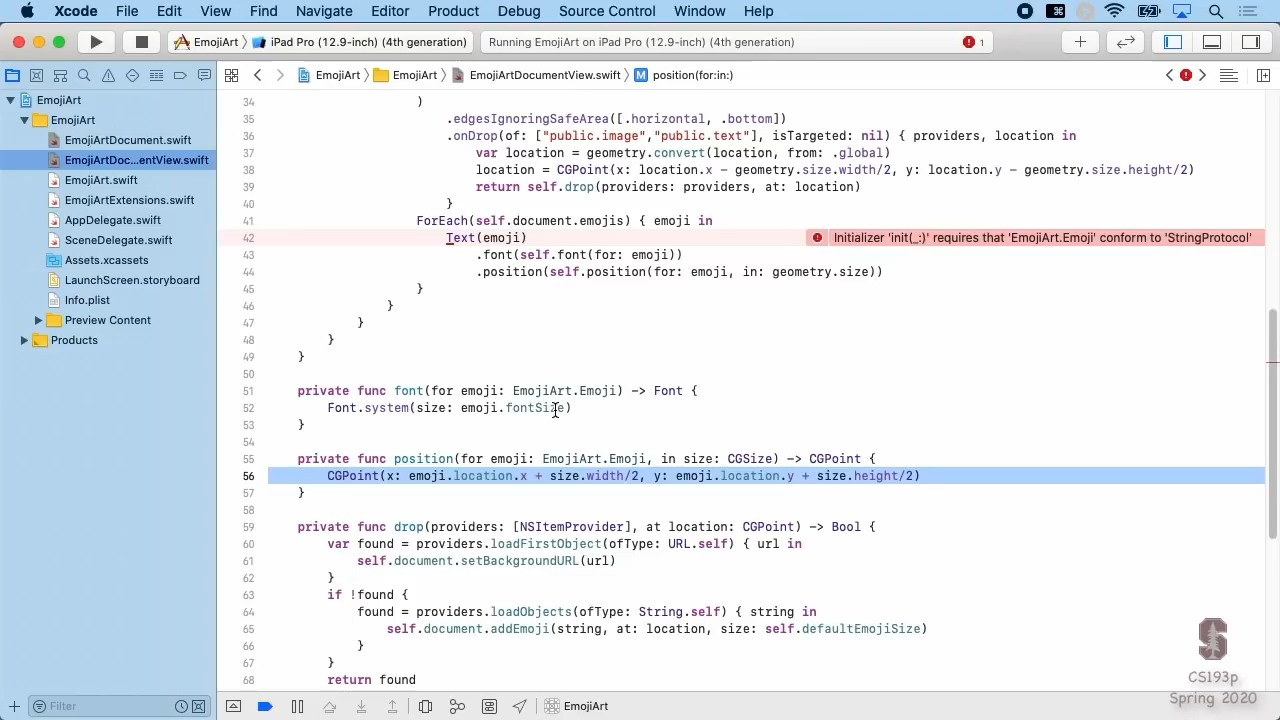 Xcode File Edit View Find Navigate Editor Product Debug Source Control Window Help
EmojiArt iPad Pro (12.9-inch) (4th generation) Running EmojiArt on iPad Pro (12.9-inch) (4th generation) 1
EmojiArt EmojiArt EmojiArtDocumentView.swift M position(for:in:)
EmojiArt
EmojiArt
EmojiArtDocument.swift
EmojiArtDoc...entView.swift
EmojiArt.swift
EmojiArtExtensions.swift
AppDelegate.swift
SceneDelegate.swift
Assets.xcassets
LaunchScreen.storyboard
Info.plist
Preview Content
Products
Filter
34 )
35 .edgesIgnoringSafeArea([.horizontal, .bottom])
36 .onDrop(of: ["public.image","public.text"], isTargeted: nil) { providers, location in
37 var location = geometry.convert(location, from: .global)
38 location = CGPoint(x: location.x - geometry.size.width/2, y: location.y - geometry.size.height/2)
39 return self.drop(providers: providers, at: location)
40 }
41 ForEach(self.document.emojis) { emoji in
42 Text(emoji) Initializer 'init(_:)' requires that 'EmojiArt.Emoji' conform to 'StringProtocol'
43 .font(self.font(for: emoji))
44 .position(self.position(for: emoji, in: geometry.size))
45 }
46 }
47 }
48 }
49 }
50
51 private func font(for emoji: EmojiArt.Emoji) -> Font {
52 Font.system(size: emoji.fontSize)
53 }
54
55 private func position(for emoji: EmojiArt.Emoji, in size: CGSize) -> CGPoint {
56 CGPoint(x: emoji.location.x + size.width/2, y: emoji.location.y + size.height/2)
57 }
58
59 private func drop(providers: [NSItemProvider], at location: CGPoint) -> Bool {
60 var found = providers.loadFirstObject(ofType: URL.self) { url in
61 self.document.setBackgroundURL(url)
62 }
63 if !found {
64 found = providers.loadObjects(ofType: String.self) { string in
65 self.document.addEmoji(string, at: location, size: self.defaultEmojiSize)
66 }
67 }
68 return found
EmojiArt
S
CS193p
Spring 2020